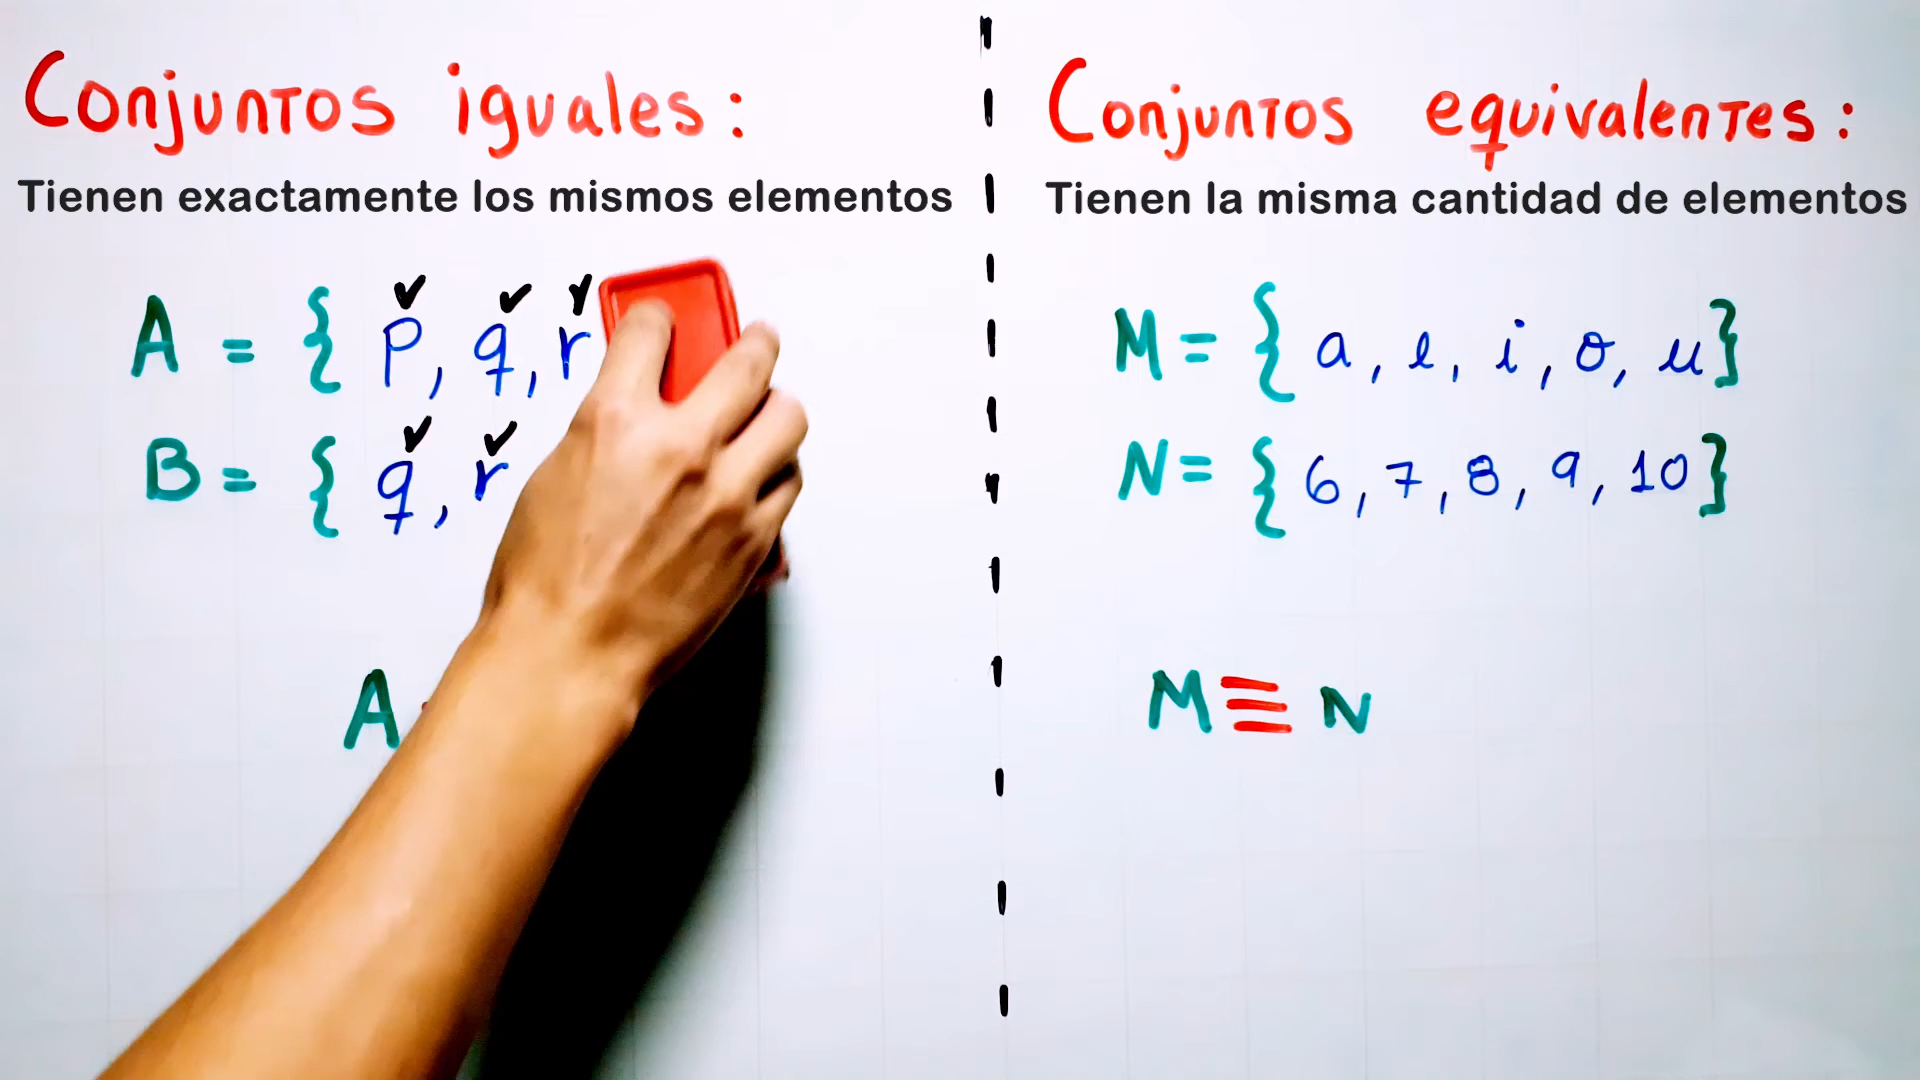 Conjuntos iguales:
Tienen exactamente los mismos elementos
A = { p, q, r
B = { q, r
A
Conjuntos equivalentes:
Tienen la misma cantidad de elementos
M = { a, e, i, o, u }
N = { 6, 7, 8, 9, 10 }
M ≡ N